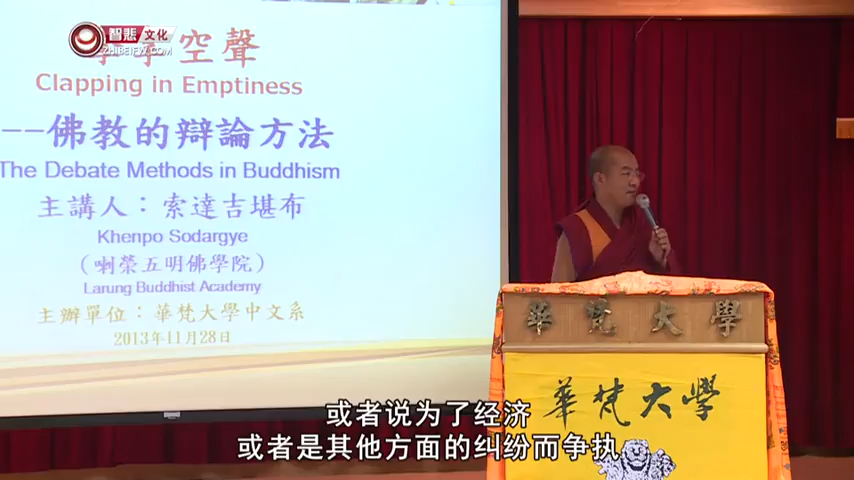 智悲文化
ZHIBEIFW.COM
空聲
Clapping in Emptiness
--佛教的辯論方法
The Debate Methods in Buddhism
主講人：索達吉堪布
Khenpo Sodargye
（喇榮五明佛學院）
Larung Buddhist Academy
主辦單位：華梵大學中文系
2013年11月28日
華梵大學
華梵大學
或者说为了经济
或者是其他方面的纠纷而争执